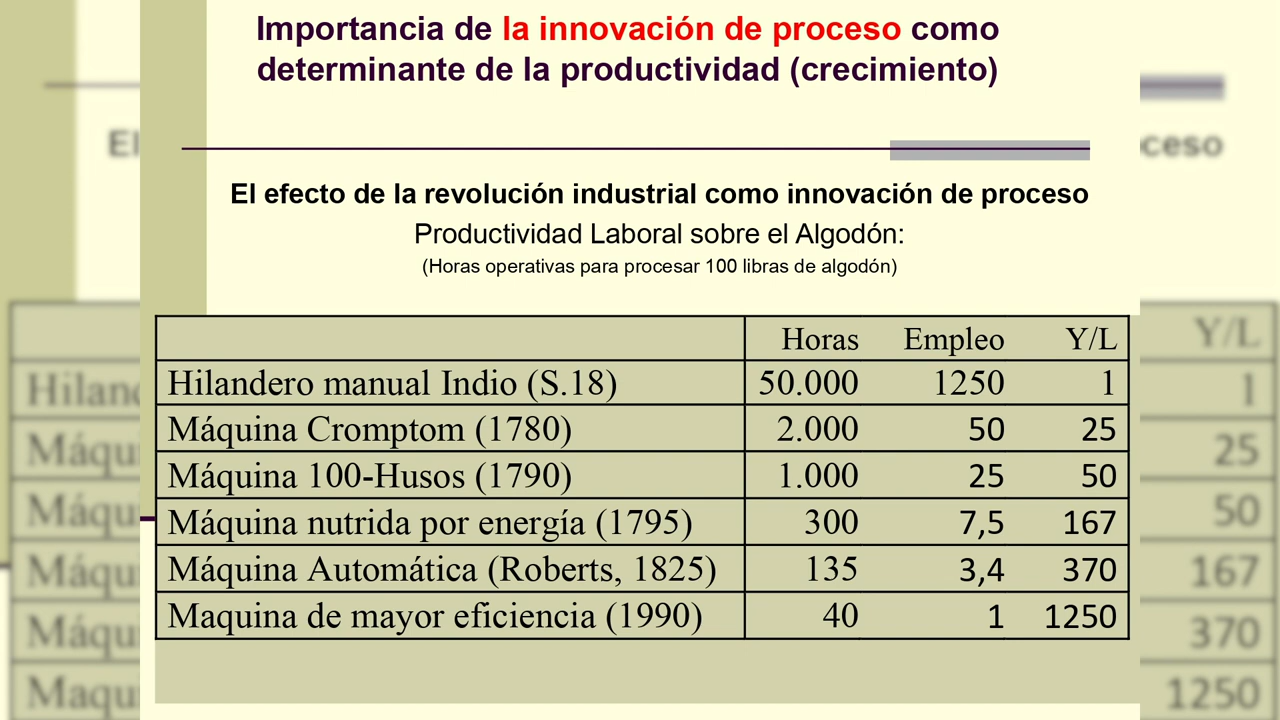 Importancia de la innovación de proceso como
determinante de la productividad (crecimiento)
El efecto de la revolución industrial como innovación de proceso
Productividad Laboral sobre el Algodón:
(Horas operativas para procesar 100 libras de algodón)
Horas Empleo Y/L
Hilandero manual Indio (S.18) 50.000 1250 1
Máquina Cromptom (1780) 2.000 50 25
Máquina 100-Husos (1790) 1.000 25 50
Máquina nutrida por energía (1795) 300 7,5 167
Máquina Automática (Roberts, 1825) 135 3,4 370
Maquina de mayor eficiencia (1990) 40 1 1250